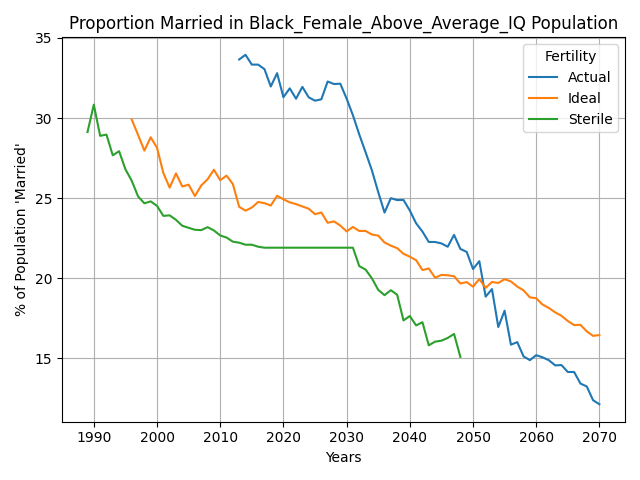 Proportion Married in Black_Female_Above_Average_IQ Population
% of Population 'Married'
35
30
25
20
15
Fertility
Actual
Ideal
Sterile
1990 2000 2010 2020 2030 2040 2050 2060 2070
Years